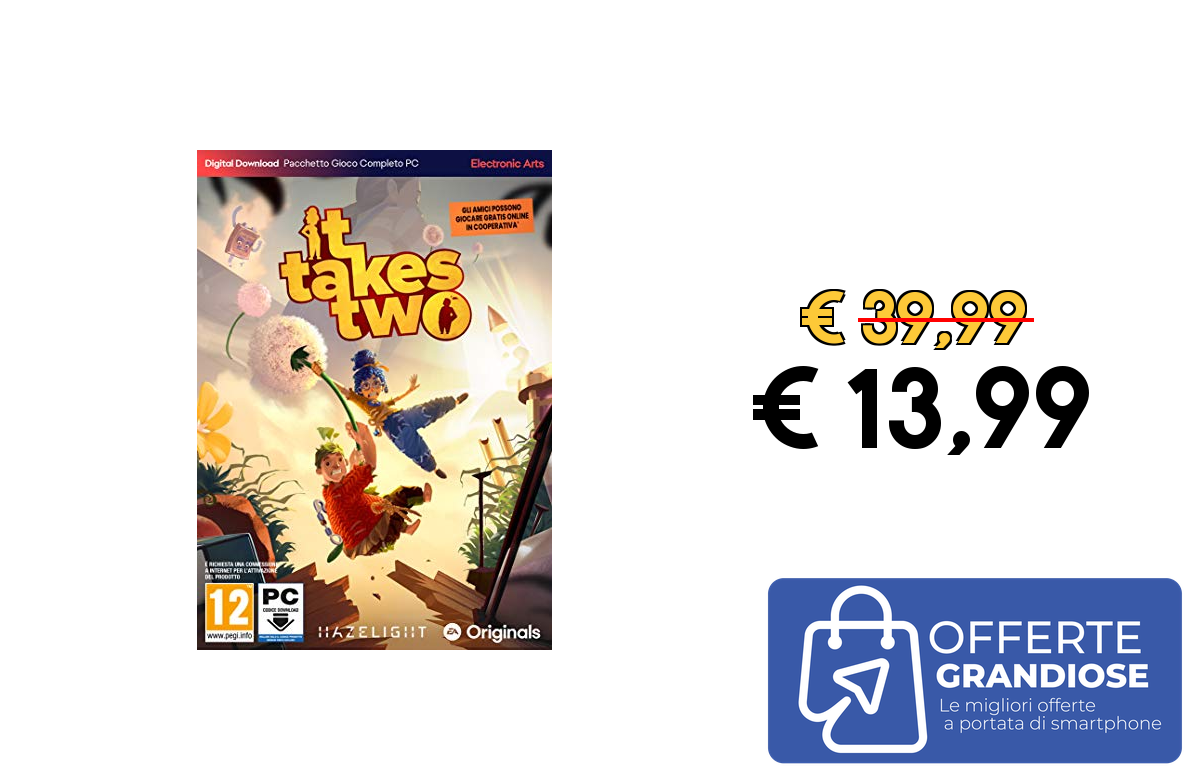 Digital Download Pacchetto Gioco Completo PC
Electronic Arts
GLI AMICI POSSONO
GIOCARE GRATIS ONLINE
IN COOPERATIVA*
it
takes
two
€ 39,99
€ 13,99
È RICHIESTA UNA CONNESSIONE
A INTERNET PER L'ATTIVAZIONE
DEL PRODOTTO
12
www.pegi.info
PC
CODICE DOWNLOAD
HAZELIGHT
EA Originals
OFFERTE
GRANDIOSE
Le migliori offerte
a portata di smartphone